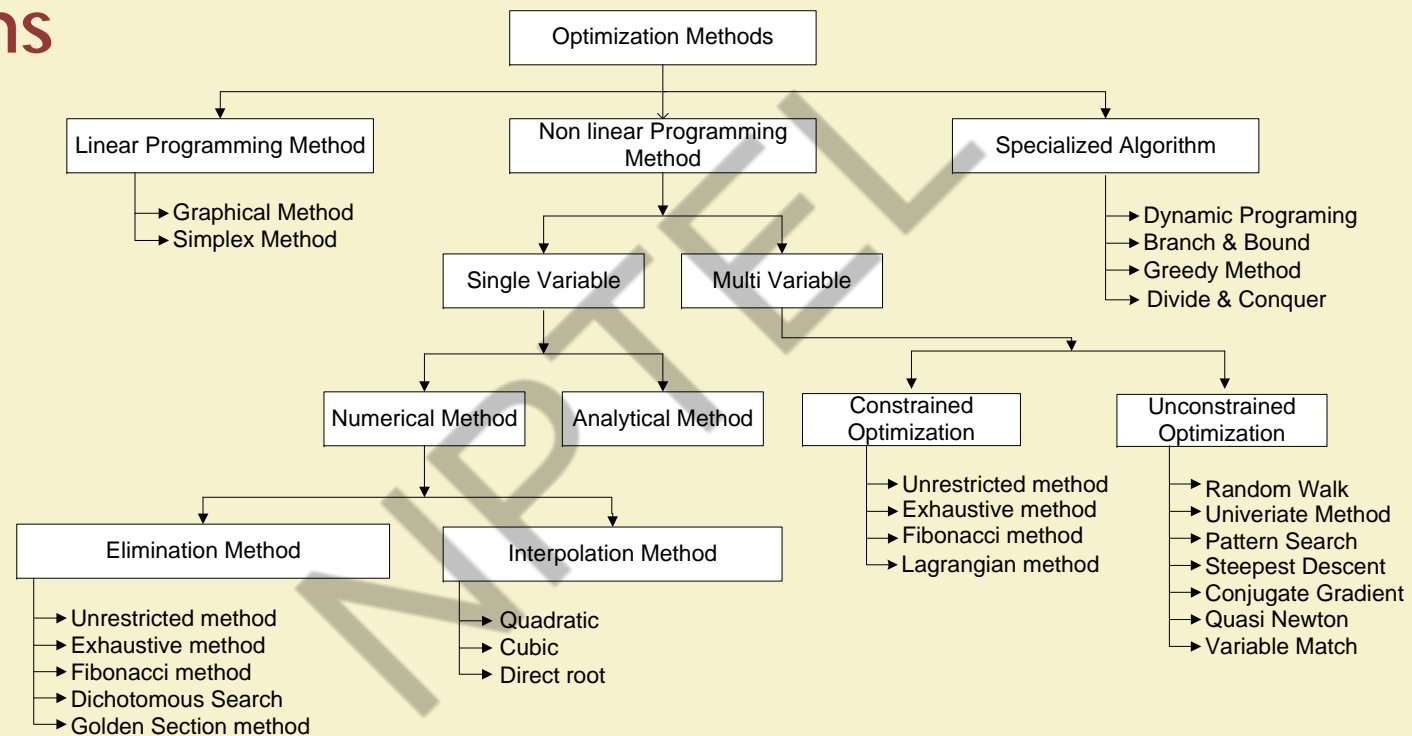 ns
Optimization Methods
Linear Programming Method
Non linear Programming
Method
Specialized Algorithm
Graphical Method
Simplex Method
Dynamic Programing
Branch & Bound
Greedy Method
Divide & Conquer
Single Variable
Multi Variable
Numerical Method
Analytical Method
Constrained
Optimization
Unconstrained
Optimization
Unrestricted method
Exhaustive method
Fibonacci method
Lagrangian method
Random Walk
Univeriate Method
Pattern Search
Steepest Descent
Conjugate Gradient
Quasi Newton
Variable Match
Elimination Method
Interpolation Method
Unrestricted method
Exhaustive method
Fibonacci method
Dichotomous Search
Golden Section method
Quadratic
Cubic
Direct root
NPTEL